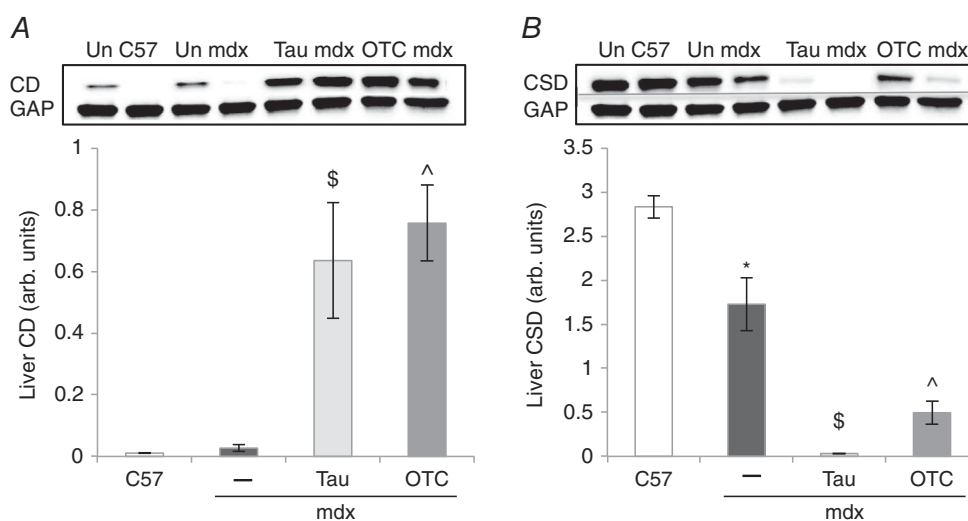 A
Un C57 Un mdx Tau mdx OTC mdx
CD
GAP
1
0.8
0.6
0.4
0.2
0
Liver CD (arb. units)
$
^
C57 – Tau OTC
mdx
B
Un C57 Un mdx Tau mdx OTC mdx
CSD
GAP
3.5
3
2.5
2
1.5
1
0.5
0
Liver CSD (arb. units)
*
$
^
C57 – Tau OTC
mdx